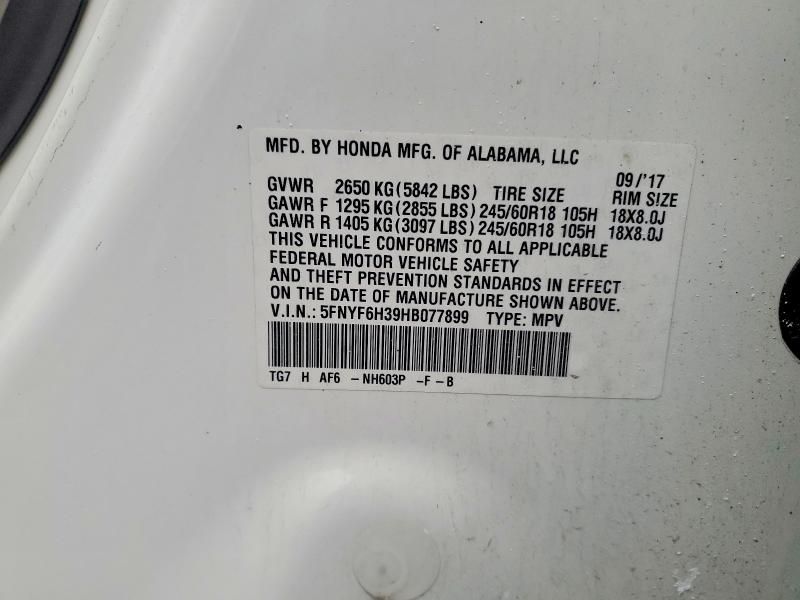 MFD. BY HONDA MFG. OF ALABAMA, LLC
09/'17
GVWR 2650 KG(5842 LBS) TIRE SIZE RIM SIZE
GAWR F 1295 KG(2855 LBS) 245/60R18 105H 18X8.0J
GAWR R 1405 KG(3097 LBS) 245/60R18 105H 18X8.0J
THIS VEHICLE CONFORMS TO ALL APPLICABLE
FEDERAL MOTOR VEHICLE SAFETY
AND THEFT PREVENTION STANDARDS IN EFFECT
ON THE DATE OF MANUFACTURE SHOWN ABOVE.
V.I.N.: 5FNYF6H39HB077899 TYPE: MPV
TG7 H AF6 -NH603P -F-B